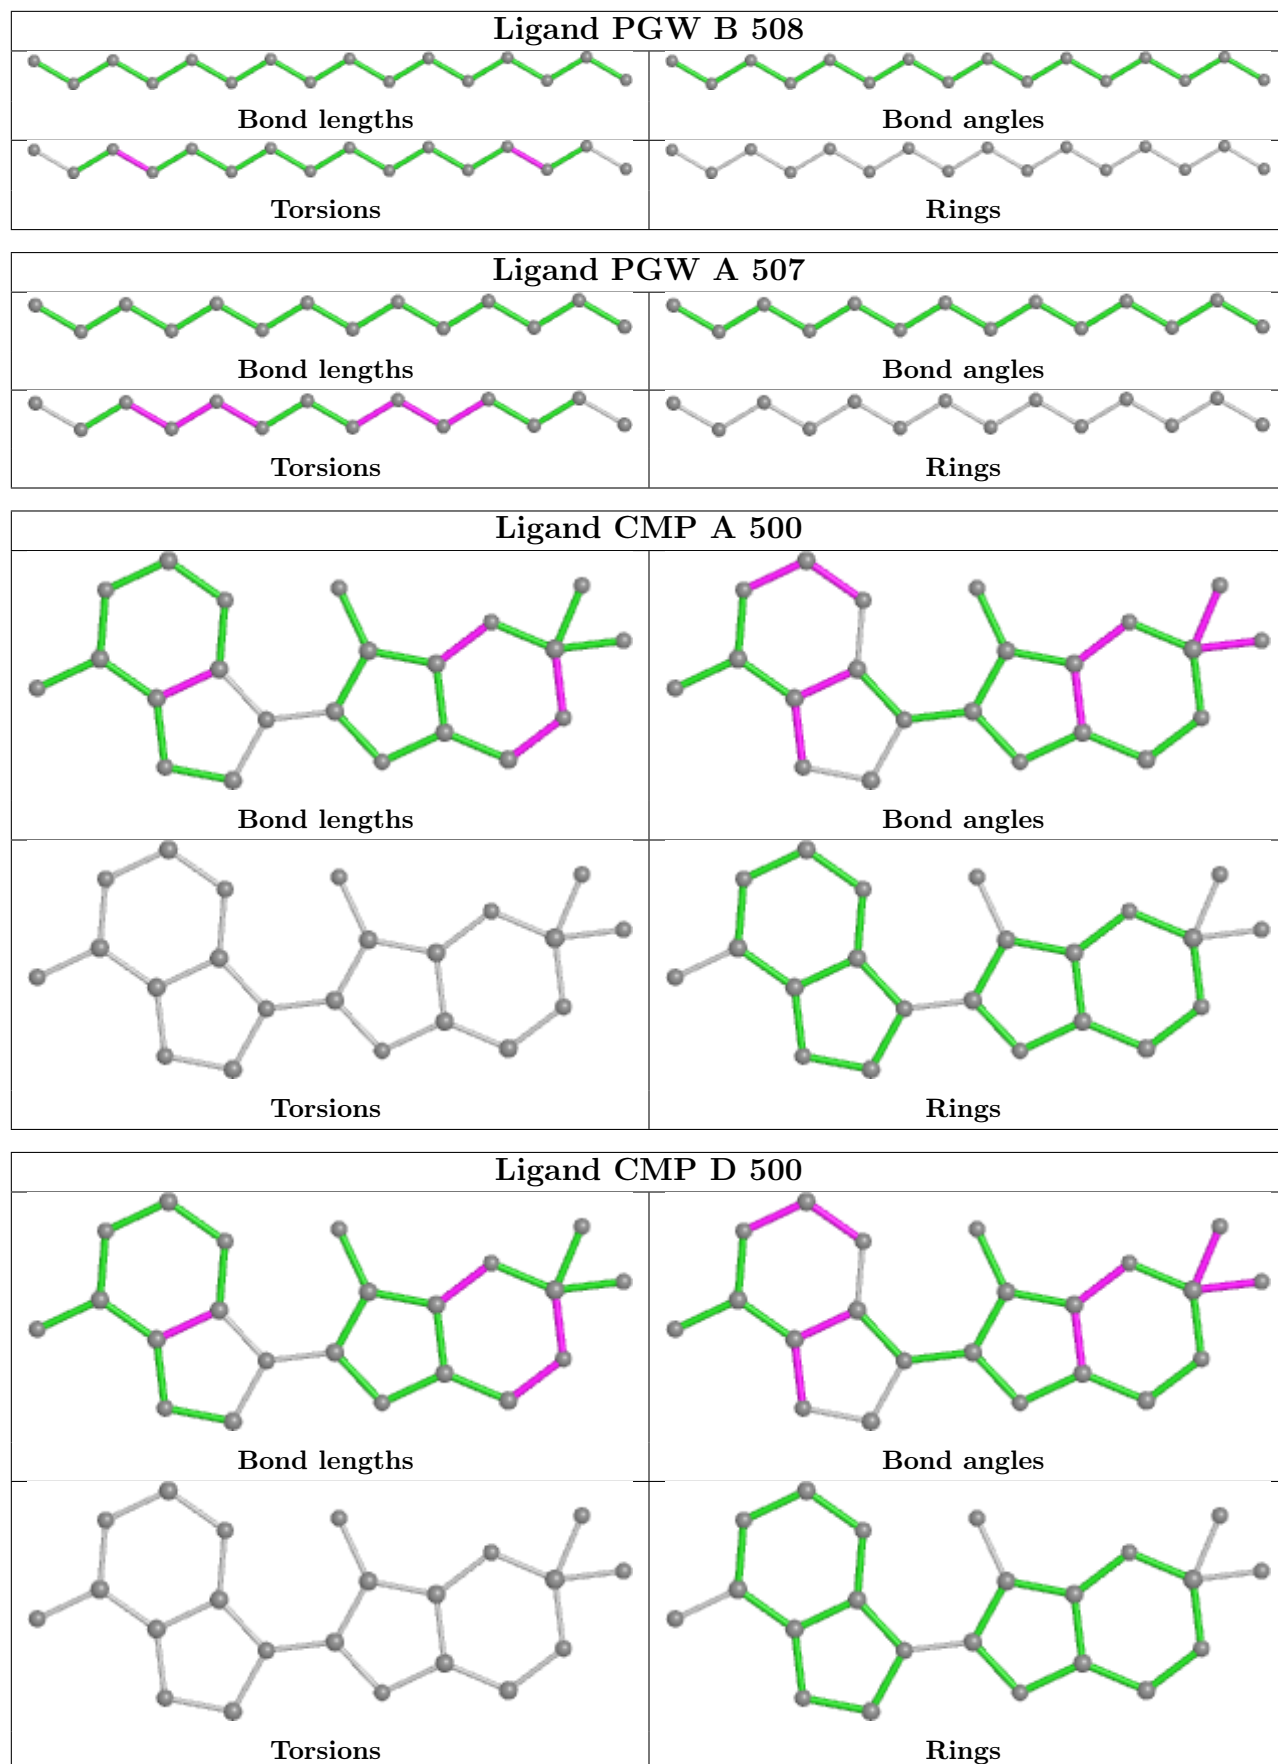 Ligand PGW B 508
Bond lengths Bond angles
Torsions Rings
Ligand PGW A 507
Bond lengths Bond angles
Torsions Rings
Ligand CMP A 500
Bond lengths Bond angles
Torsions Rings
Ligand CMP D 500
Bond lengths Bond angles
Torsions Rings